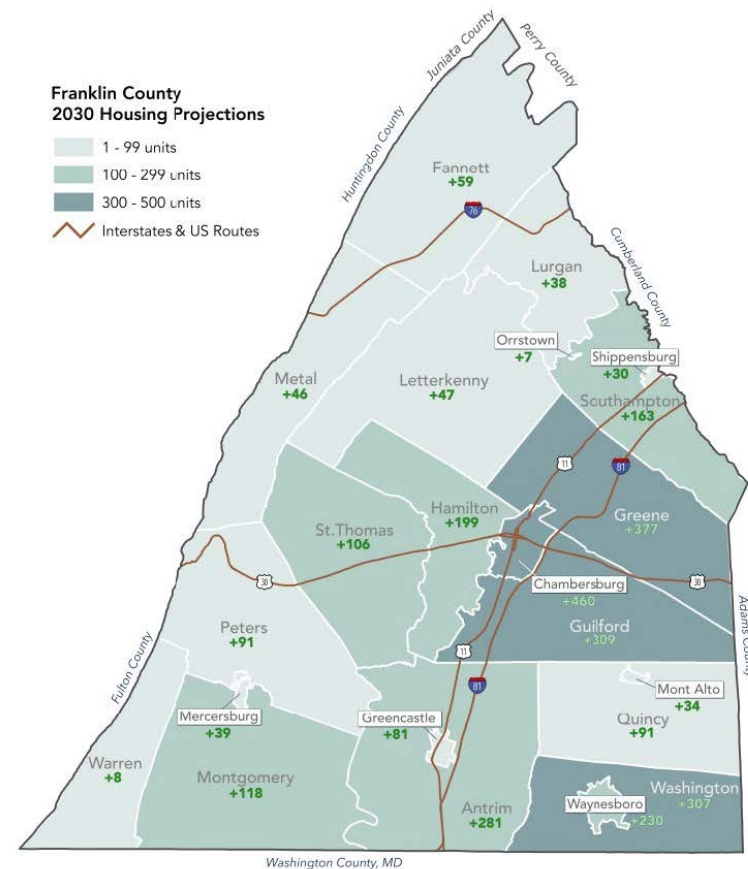 Juniata County
Perry County
Franklin County
2030 Housing Projections
1 - 99 units
100 - 299 units
300 - 500 units
Interstates & US Routes
Huntingdon County
Fannett
+59
76
Cumberland County
Lurgan
+38
Orrstown
+7
Shippensburg
+30
Metal
+46
Letterkenny
+47
Southampton
+163
11
81
Hamilton
+199
Greene
+377
St.Thomas
+106
30
Chambersburg
+460
30
Adams County
Guilford
+309
Peters
+91
Fulton County
11
81
Mont Alto
+34
Mercersburg
+39
Greencastle
+81
Quincy
+91
Warren
+8
Montgomery
+118
Washington
+307
Waynesboro
+230
Antrim
+281
Washington County, MD